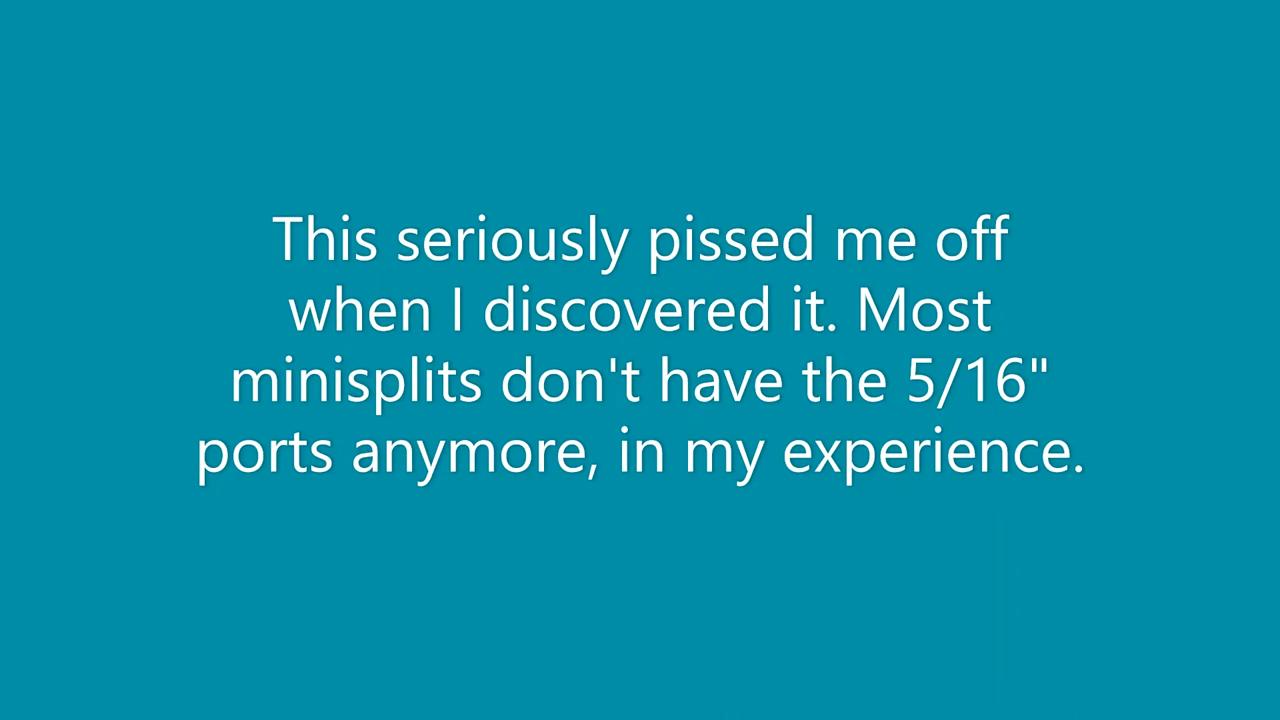 This seriously pissed me off
when I discovered it. Most
minisplits don't have the 5/16"
ports anymore, in my experience.